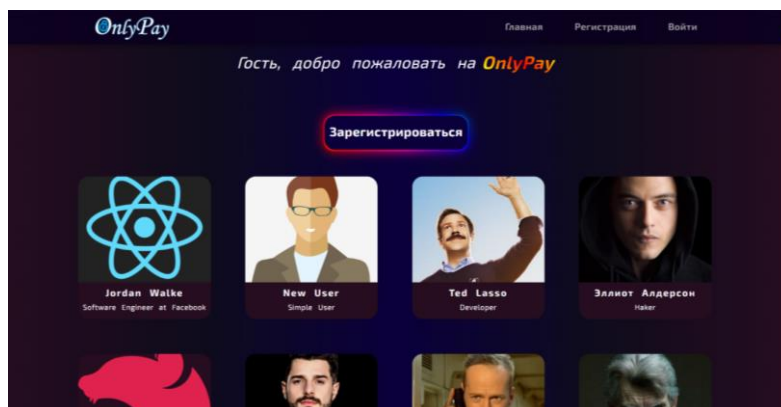 OnlyPay
Главная Регистрация Войти
Гость, добро пожаловать на OnlyPay
Зарегистрироваться
Jordan Walke
Software Engineer at Facebook
New User
Simple User
Ted Lasso
Developer
Эллиот Алдерсон
Haker